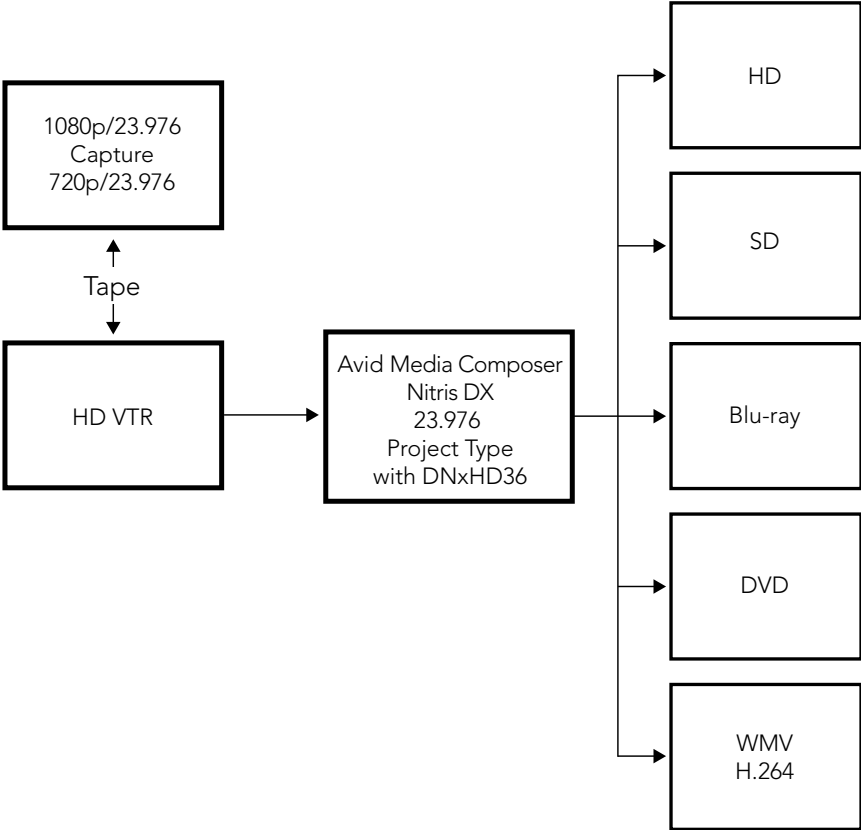 1080p/23.976
Capture
720p/23.976
Tape
HD VTR
Avid Media Composer
Nitris DX
23.976
Project Type
with DNxHD36
HD
SD
Blu-ray
DVD
WMV
H.264